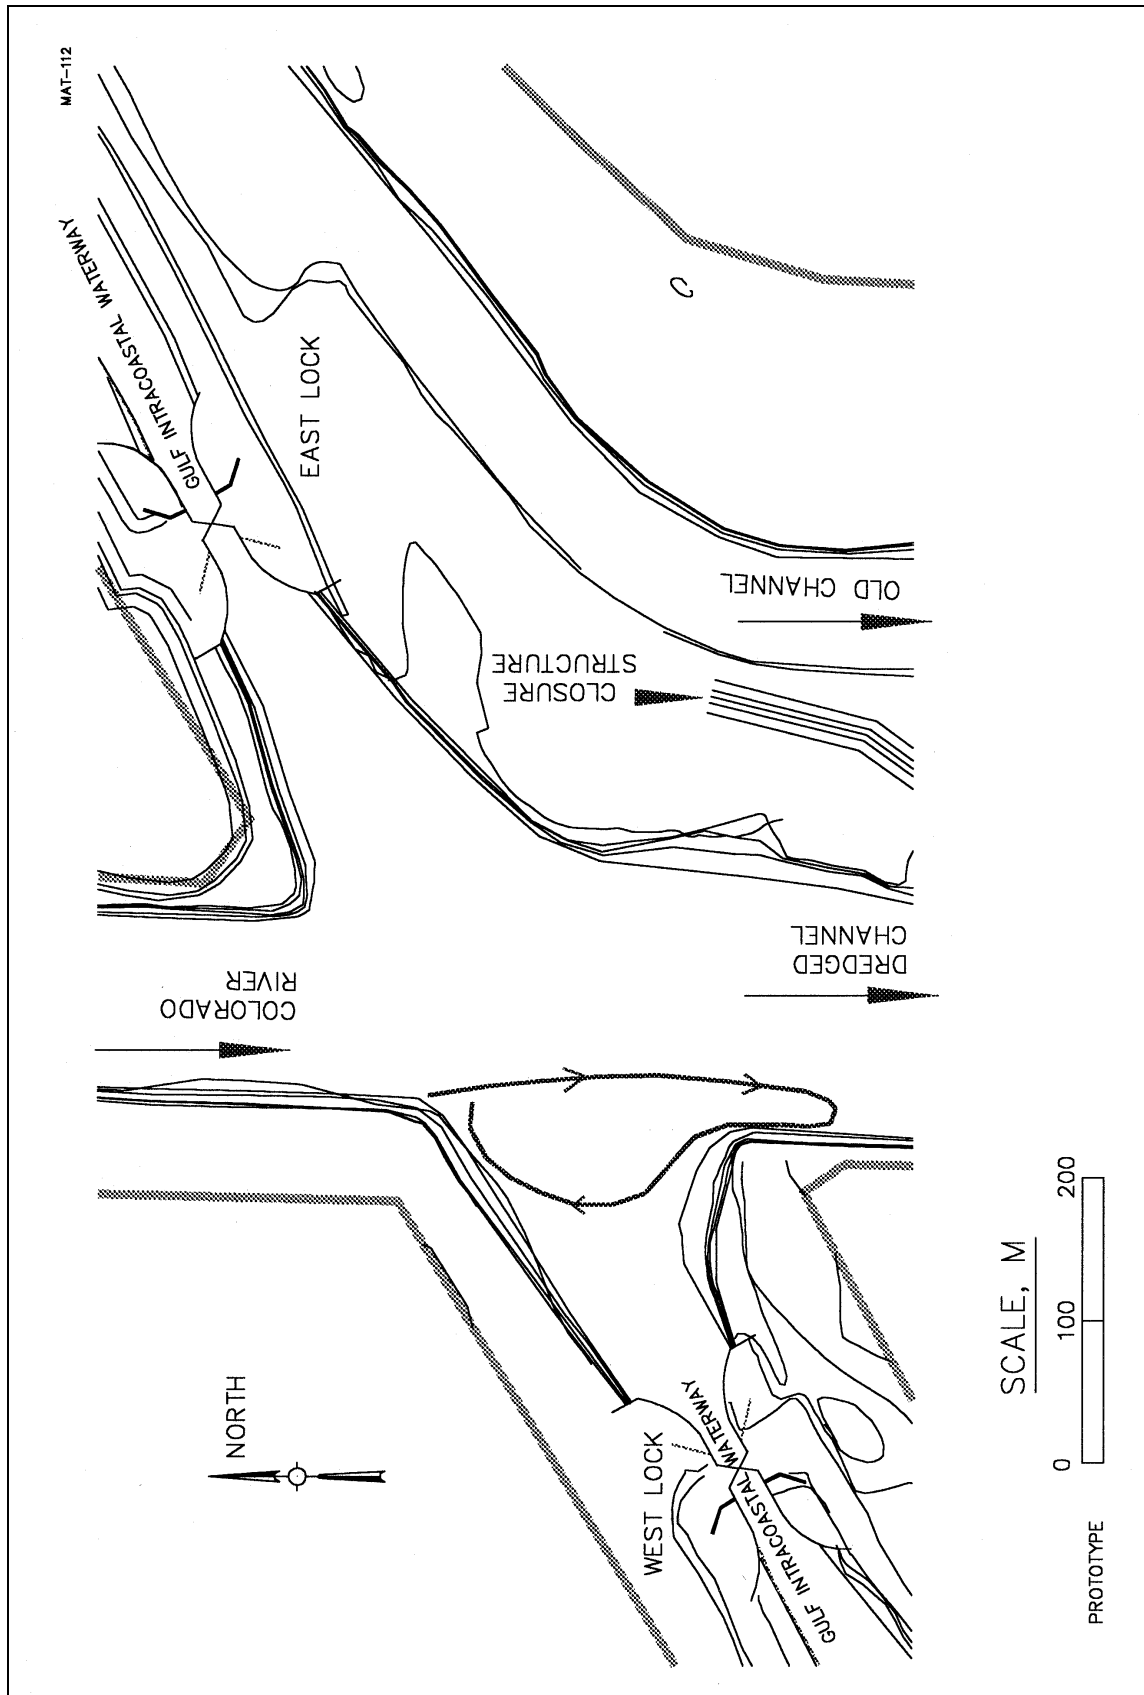 MAT-112
GULF INTRACOASTAL WATERWAY
EAST LOCK
OLD CHANNEL
CLOSURE
STRUCTURE
COLORADO
RIVER
DREDGED
CHANNEL
NORTH
WEST LOCK
GULF INTRACOASTAL WATERWAY
SCALE, M
0 100 200
PROTOTYPE